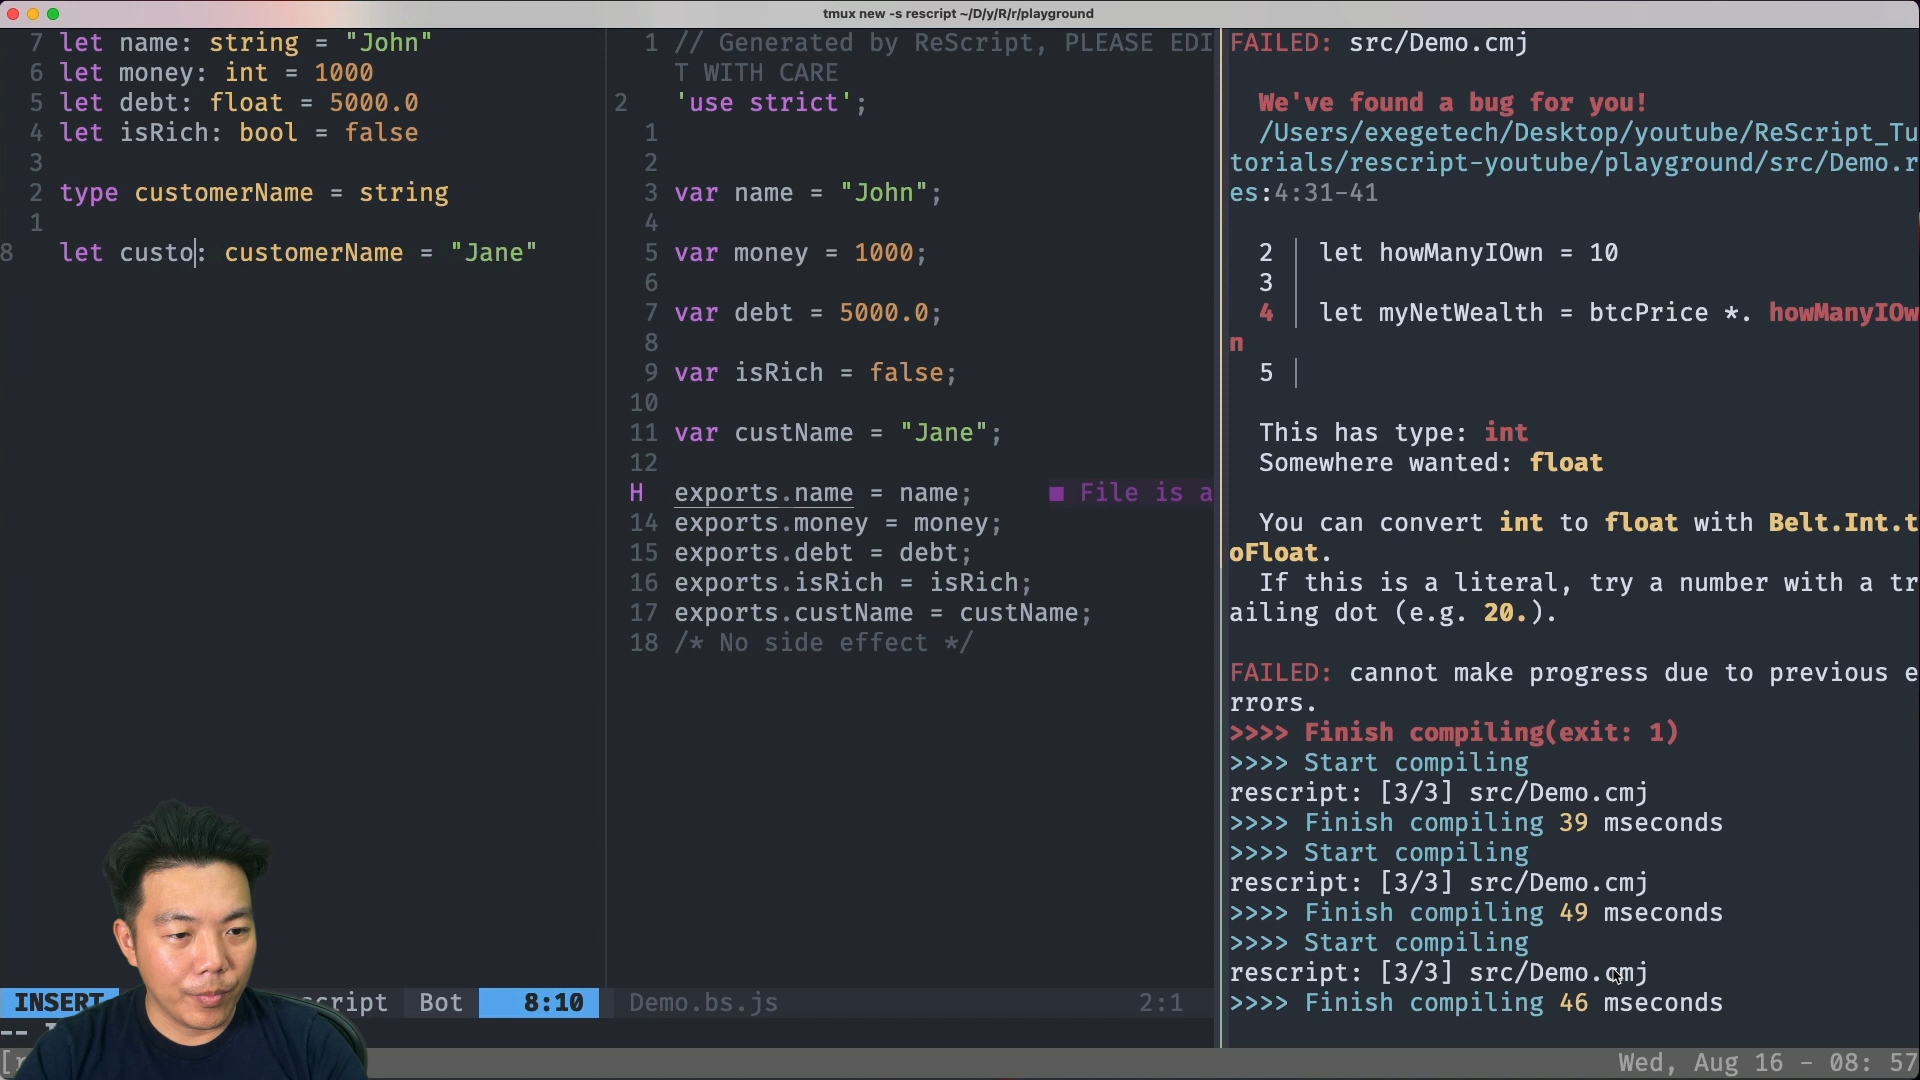 tmux new -s rescript ~/D/y/R/r/playground
7 let name: string = "John"
6 let money: int = 1000
5 let debt: float = 5000.0
4 let isRich: bool = false
3
2 type customerName = string
1
8 let custo: customerName = "Jane"
INSERT script Bot 8:10
--
1 // Generated by ReScript, PLEASE EDI
T WITH CARE
2 'use strict';
1
2
3 var name = "John";
4
5 var money = 1000;
6
7 var debt = 5000.0;
8
9 var isRich = false;
10
11 var custName = "Jane";
12
H exports.name = name; ■ File is a
14 exports.money = money;
15 exports.debt = debt;
16 exports.isRich = isRich;
17 exports.custName = custName;
18 /* No side effect */
Demo.bs.js 2:1
FAILED: src/Demo.cmj
We've found a bug for you!
/Users/exegetech/Desktop/youtube/ReScript_Tu
torials/rescript-youtube/playground/src/Demo.r
es:4:31-41
2 │ let howManyIOwn = 10
3 │
4 │ let myNetWealth = btcPrice *. howManyIOw
n
5 │
This has type: int
Somewhere wanted: float
You can convert int to float with Belt.Int.t
oFloat.
If this is a literal, try a number with a tr
ailing dot (e.g. 20.).
FAILED: cannot make progress due to previous e
rrors.
>>>> Finish compiling(exit: 1)
>>>> Start compiling
rescript: [3/3] src/Demo.cmj
>>>> Finish compiling 39 mseconds
>>>> Start compiling
rescript: [3/3] src/Demo.cmj
>>>> Finish compiling 49 mseconds
>>>> Start compiling
rescript: [3/3] src/Demo.cmj
>>>> Finish compiling 46 mseconds
Wed, Aug 16 - 08: 57